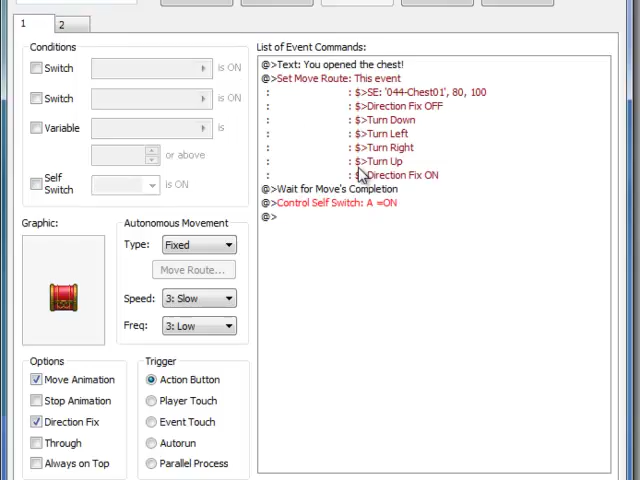 1
2
Conditions
Switch
is ON
Switch
is ON
Variable
is
or above
Self
Switch
is ON
Graphic:
Autonomous Movement
Type:
Fixed
Move Route...
Speed:
3: Slow
Freq:
3: Low
Options
Move Animation
Stop Animation
Direction Fix
Through
Always on Top
Trigger
Action Button
Player Touch
Event Touch
Autorun
Parallel Process
List of Event Commands:
@>Text: You opened the chest!
@>Set Move Route: This event
: : $>SE: '044-Chest01', 80, 100
: : $>Direction Fix OFF
: : $>Turn Down
: : $>Turn Left
: : $>Turn Right
: : $>Turn Up
: : $>Direction Fix ON
@>Wait for Move's Completion
@>Control Self Switch: A =ON
@>